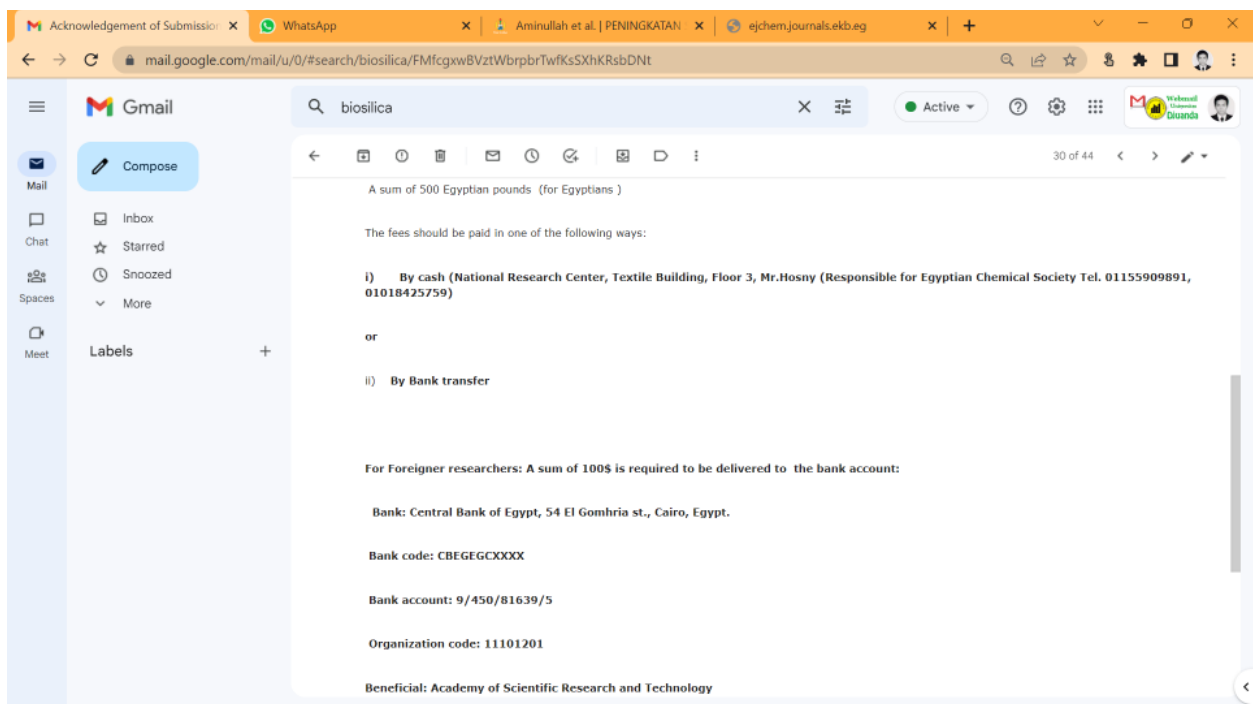 Acknowledgement of Submission
WhatsApp
Aminullah et al. | PENINGKATAN
ejchem.journals.ekb.eg
mail.google.com/mail/u/0/#search/biosilica/FMfcgxwBVztWbrpbrTwfKsSXhKRsbDNt
Gmail
biosilica
Active
Webmail
Universitas
Djuanda
Mail
Compose
30 of 44
Chat
Inbox
Starred
Spaces
Snoozed
More
Meet
Labels
A sum of 500 Egyptian pounds (for Egyptians )
The fees should be paid in one of the following ways:
i) By cash (National Research Center, Textile Building, Floor 3, Mr.Hosny (Responsible for Egyptian Chemical Society Tel. 01155909891,
01018425759)
or
ii) By Bank transfer
For Foreigner researchers: A sum of 100$ is required to be delivered to the bank account:
Bank: Central Bank of Egypt, 54 El Gomhria st., Cairo, Egypt.
Bank code: CBEGEGCXXXX
Bank account: 9/450/81639/5
Organization code: 11101201
Beneficial: Academy of Scientific Research and Technology